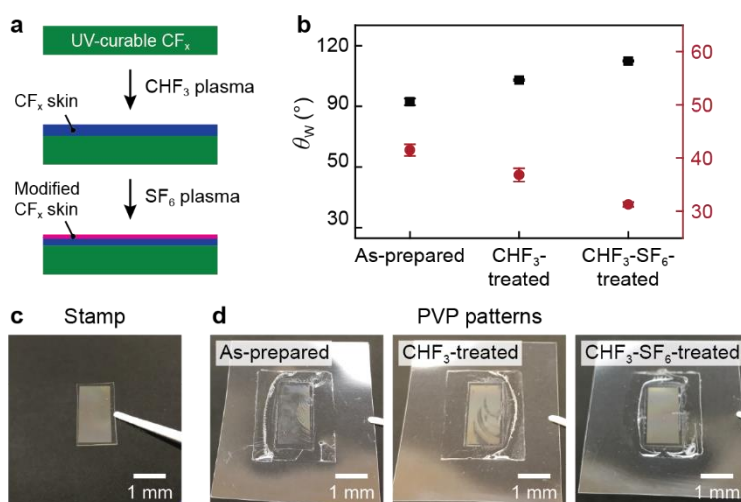 a
UV-curable CFₓ
CHF₃ plasma
CFₓ skin
SF₆ plasma
Modified
CFₓ skin
b
120
90
50
30
θ_W (°)
60
50
40
30
As-prepared
CHF₃-
treated
CHF₃-SF₆-
treated
c
Stamp
1 mm
d
PVP patterns
As-prepared
1 mm
CHF₃-treated
1 mm
CHF₃-SF₆-treated
1 mm